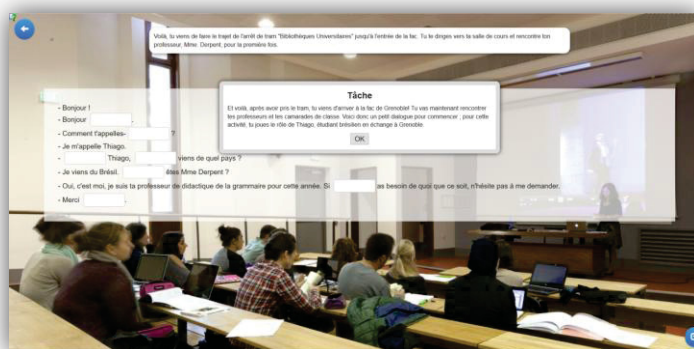 Voilà, tu viens de faire le trajet de l'arrêt de tram "Bibliothèques Universitaires" jusqu'à l'entrée de la fac. Tu te diriges vers la salle de cours et rencontre ton
professeur, Mme. Derpent, pour la première fois.
Tâche
Et voilà, après avoir pris le tram, tu viens d'arriver à la fac de Grenoble! Tu vas maintenant rencontrer
tes professeurs et tes camarades de classe. Voici donc un petit dialogue pour commencer ; pour cette
activité, tu joues le rôle de Thiago, étudiant brésilien en échange à Grenoble.
OK
- Bonjour !
- Bonjour .
- Comment t'appelles- ?
- Je m'appelle Thiago.
- Thiago, viens de quel pays ?
- Je viens du Brésil. êtes Mme Derpent ?
- Oui, c'est moi, je suis ta professeur de didactique de la grammaire pour cette année. Si as besoin de quoi que ce soit, n'hésite pas à me demander.
- Merci .